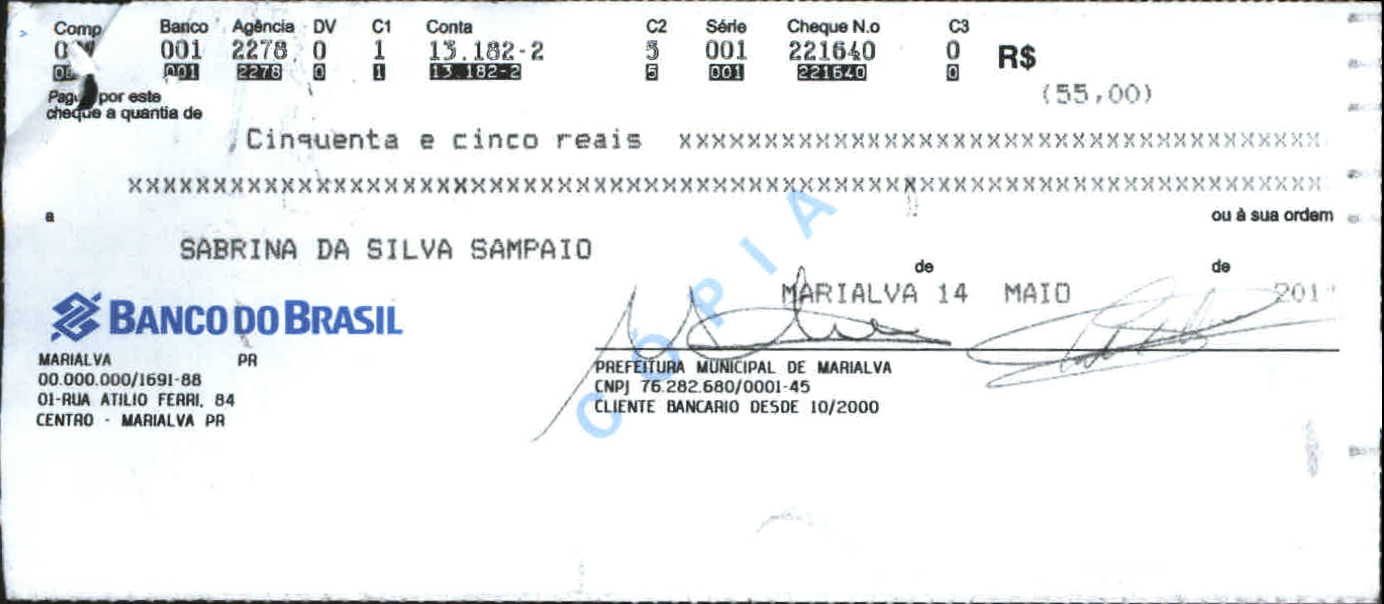 Comp Banco Agência DV C1 Conta C2 Série Cheque N.o C3
001 2278 0 1 13.182-2 5 001 221640 0 R$
001 2278 0 1 13.182-2 5 001 221640 0
(55,00)
Pague por este
cheque a quantia de
Cinquenta e cinco reais xxxxxxxxxxxxxxxxxxxxxxxxxxxxxxxxxxxxxxxxxxxxx
xxxxxxxxxxxxxxxxxxxxxxxxxxxxxxxxxxxxxxxxxxxxxxxxxxxxxxxxxxxxxxxxxxxxxxxxxxxxxxxxxx
a ou à sua ordem
SABRINA DA SILVA SAMPAIO
de de
MARIALVA 14 MAIO
BANCO DO BRASIL
MARIALVA PR
00.000.000/1691-88
01-RUA ATILIO FERRI, 84
CENTRO - MARIALVA PR
PREFEITURA MUNICIPAL DE MARIALVA
CNPJ 76.282.680/0001-45
CLIENTE BANCARIO DESDE 10/2000
CÓPIA